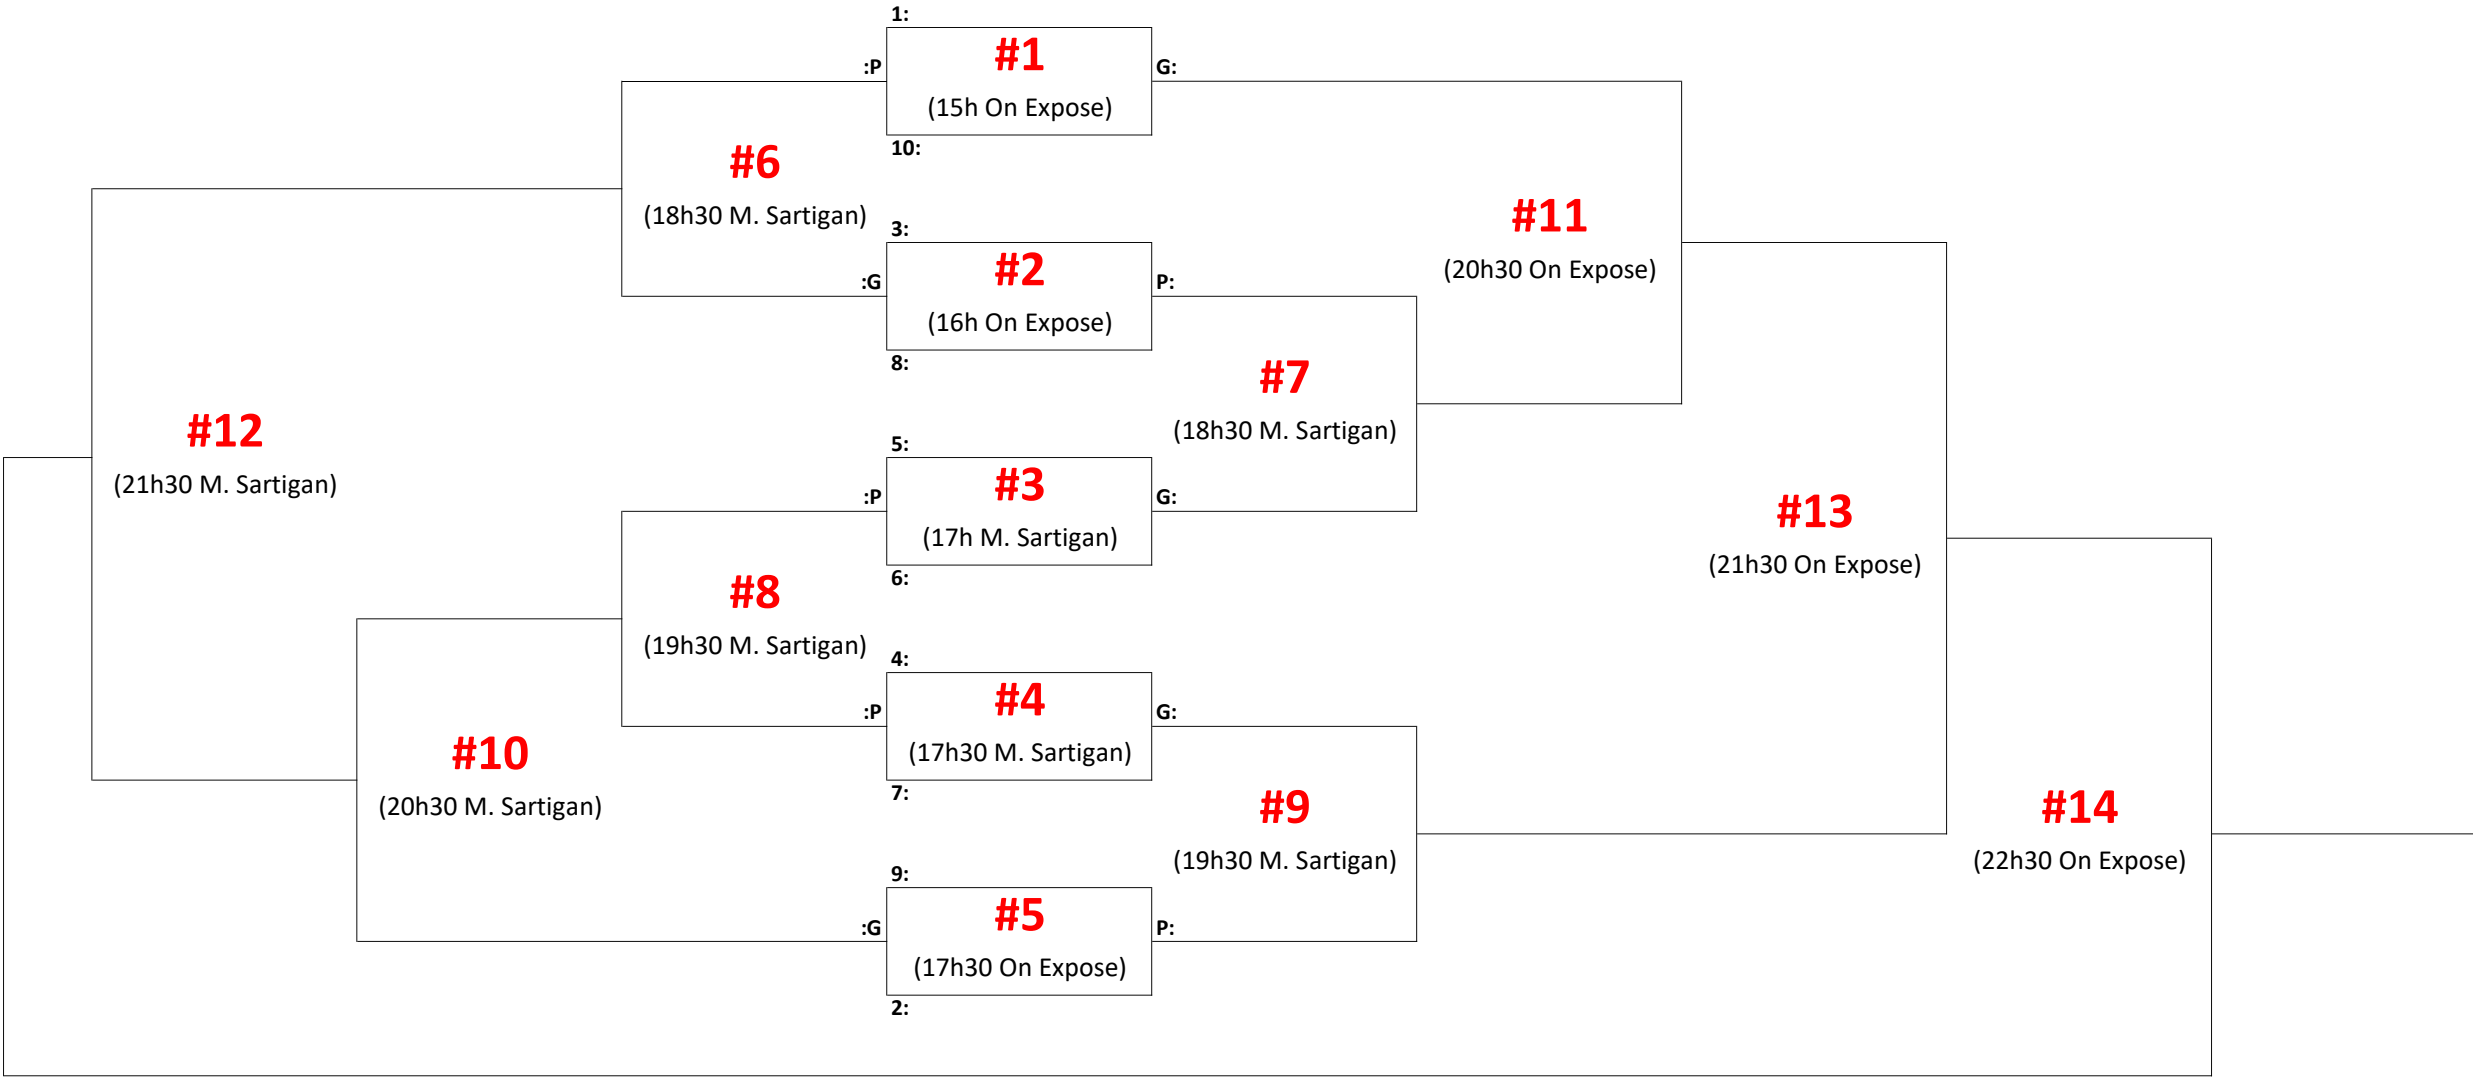 1:
:P
#1
G:
(15h On Expose)
10:
#6
(18h30 M. Sartigan)
3:
:G
#2
P:
(16h On Expose)
8:
#11
(20h30 On Expose)
#7
(18h30 M. Sartigan)
#12
(21h30 M. Sartigan)
5:
:P
#3
G:
(17h M. Sartigan)
6:
#13
(21h30 On Expose)
#8
(19h30 M. Sartigan)
4:
:P
#4
G:
(17h30 M. Sartigan)
7:
#10
(20h30 M. Sartigan)
#9
(19h30 M. Sartigan)
#14
(22h30 On Expose)
9:
:G
#5
P:
(17h30 On Expose)
2: